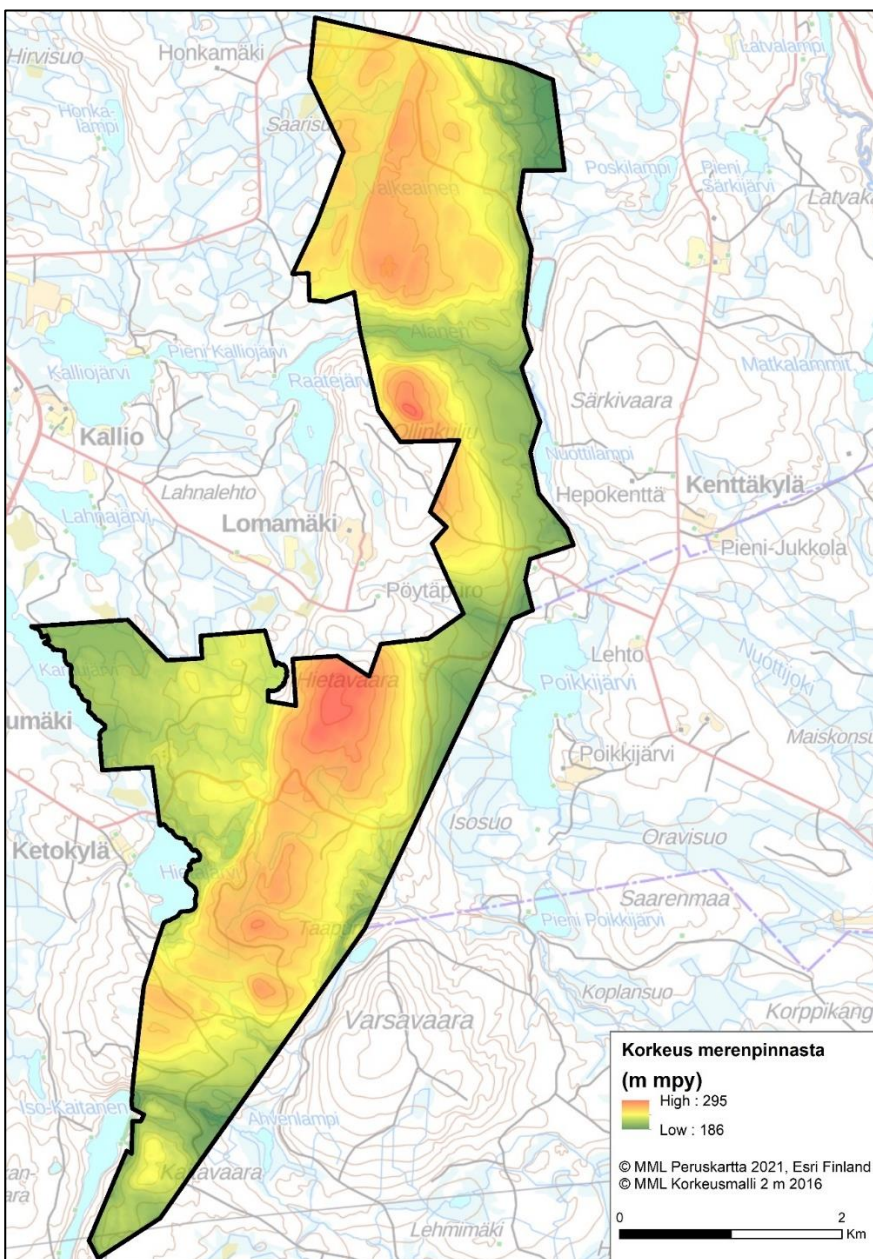 Hirvisuo
Honkamäki
Latvalampi
Honka-
lampi
Saarisuo
Poskilampi
Pieni
Särkijärvi
Valkeainen
Latvaka
Alanen
Pieni Kalliojärvi
Kalliojärvi
Raatejärvi
Matkalammit
Särkivaara
Kallio
Ollinkulju
Nuottilampi
Lahnalehto
Hepokenttä
Kenttäkylä
Lahnajärvi
Lomamäki
Pieni-Jukkola
Pöytäpuro
Lehto
Hietavaara
Poikkijärvi
Nuottijoki
umäki
Poikkijärvi
Maiskonsu
Isosuo
Oravisuo
Ketokylä
Saarenmaa
Pieni Poikkijärvi
Koplansuo
Varsavaara
Korppikang
Iso-Kaitanen
Ahvenlampi
Kaitavaara
Lehmimäki
Korkeus merenpinnasta
(m mpy)
High : 295
Low : 186
© MML Peruskartta 2021, Esri Finland
© MML Korkeusmalli 2 m 2016
0 2
Km